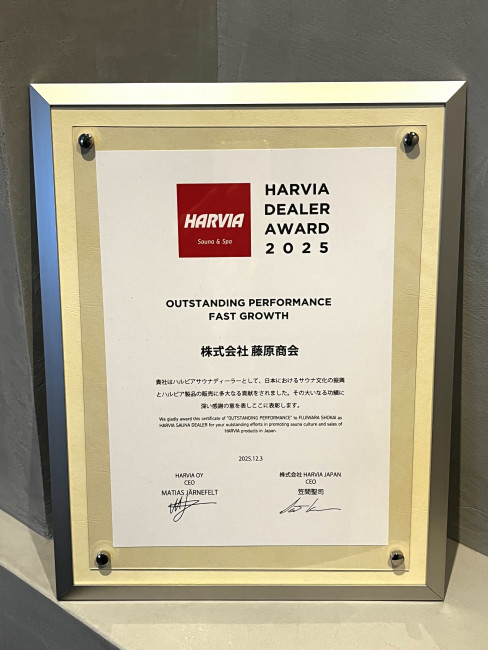 HARVIA
Sauna & Spa
HARVIA
DEALER
AWARD
2025
OUTSTANDING PERFORMANCE
FAST GROWTH
株式会社 藤原商会
貴社はハルビアサウナディーラーとして、日本におけるサウナ文化の振興
とハルビア製品の販売に多大なる貢献をされました。その大いなる功績に
深い感謝の意を表しここに表彰します。
We gladly award this certificate of "OUTSTANDING PERFORMANCE" to FUJIWARA SHOKAI as
HARVIA SAUNA DEALER for your outstanding efforts in promoting sauna culture and sales of
HARVIA products in Japan.
2025.12.3
HARVIA OY
CEO
MATIAS JÄRNEFELT
株式会社 HARVIA JAPAN
CEO
笠間聖司